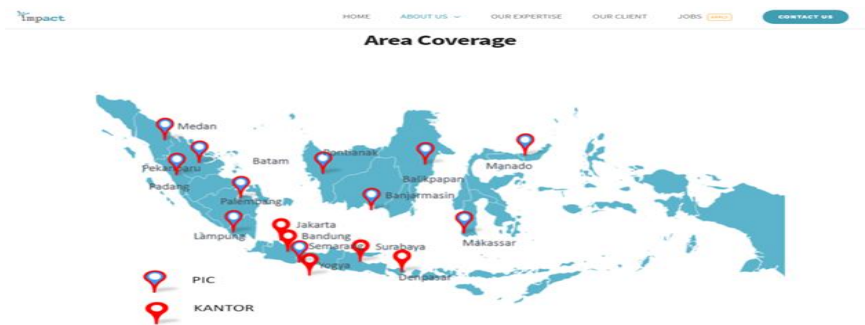 impact
HOME ABOUT US OUR EXPERTISE OUR CLIENT JOBS CONTACT US
Area Coverage
Medan
Pekanbaru
Batam
Pontianak
Manado
Padang
Balikpapan
Palembang
Banjarmasin
Lampung
Jakarta
Bandung
Semarang
Surabaya
Makassar
Yogya
Denpasar
PIC
KANTOR